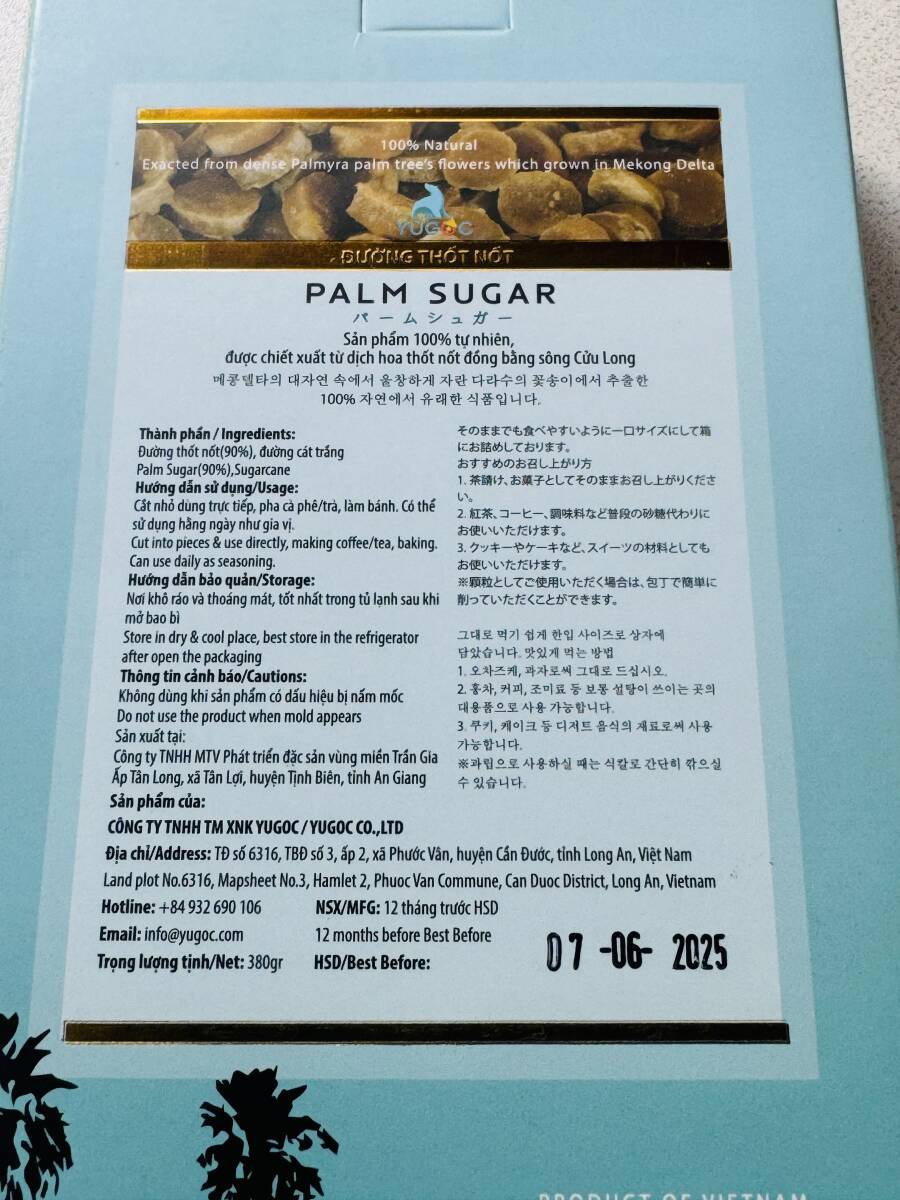 100% Natural
Exacted from dense Palmyra palm tree's flowers which grown in Mekong Delta
YUGOC
ĐƯỜNG THỐT NỐT
PALM SUGAR
パームシュガー
Sản phẩm 100% tự nhiên,
được chiết xuất từ dịch hoa thốt nốt đồng bằng sông Cửu Long
메콩델타의 대자연 속에서 울창하게 자란 다라수의 꽃송이에서 추출한
100% 자연에서 유래한 식품입니다.
Thành phần / Ingredients:
Đường thốt nốt(90%), đường cát trắng
Palm Sugar(90%),Sugarcane
Hướng dẫn sử dụng/Usage:
Cắt nhỏ dùng trực tiếp, pha cà phê/trà, làm bánh. Có thể
sử dụng hằng ngày như gia vị.
Cut into pieces & use directly, making coffee/tea, baking.
Can use daily as seasoning.
Hướng dẫn bảo quản/Storage:
Nơi khô ráo và thoáng mát, tốt nhất trong tủ lạnh sau khi
mở bao bì
Store in dry & cool place, best store in the refrigerator
after open the packaging
Thông tin cảnh báo/Cautions:
Không dùng khi sản phẩm có dấu hiệu bị nấm mốc
Do not use the product when mold appears
Sản xuất tại:
Công ty TNHH MTV Phát triển đặc sản vùng miền Trần Gia
Ấp Tân Long, xã Tân Lợi, huyện Tịnh Biên, tỉnh An Giang
そのままでも食べやすいように一口サイズにして箱
にお詰めしております。
おすすめのお召し上がり方
1. 茶請け、お菓子としてそのままお召し上がりくださ
い。
2. 紅茶、コーヒー、調味料など普段の砂糖代わりに
お使いいただけます。
3. クッキーやケーキなど、スイーツの材料としても
お使いいただけます。
※顆粒としてご使用いただく場合は、包丁で簡単に
削っていただくことができます。
그대로 먹기 쉽게 한입 사이즈로 상자에
담았습니다. 맛있게 먹는 방법
1. 오차즈케, 과자로써 그대로 드십시오.
2. 홍차, 커피, 조미료 등 보통 설탕이 쓰이는 곳의
대용품으로 사용 가능합니다.
3. 쿠키, 케이크 등 디저트 음식의 재료로써 사용
가능합니다.
※과립으로 사용하실 때는 식칼로 간단히 깎으실
수 있습니다.
Sản phẩm của:
CÔNG TY TNHH TM XNK YUGOC / YUGOC CO.,LTD
Địa chỉ/Address: TĐ số 6316, TBĐ số 3, ấp 2, xã Phước Vân, huyện Cần Đước, tỉnh Long An, Việt Nam
Land plot No.6316, Mapsheet No.3, Hamlet 2, Phuoc Van Commune, Can Duoc District, Long An, Vietnam
Hotline: +84 932 690 106
NSX/MFG: 12 tháng trước HSD
Email: info@yugoc.com
12 months before Best Before
Trọng lượng tịnh/Net: 380gr
HSD/Best Before:
07 -06- 2025
PRODUCT OF VIETNAM